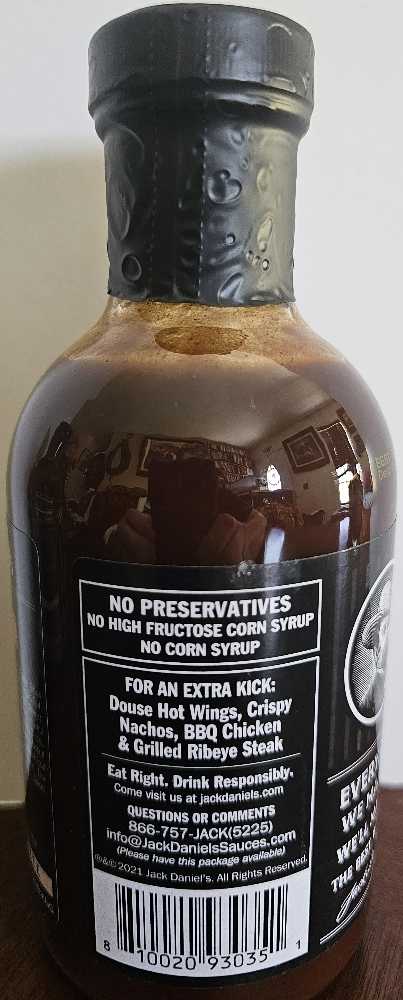 NO PRESERVATIVES
NO HIGH FRUCTOSE CORN SYRUP
NO CORN SYRUP
FOR AN EXTRA KICK:
Douse Hot Wings, Crispy
Nachos, BBQ Chicken
& Grilled Ribeye Steak
Eat Right. Drink Responsibly.
Come visit us at jackdaniels.com
QUESTIONS OR COMMENTS
866-757-JACK(5225)
info@JackDanielsSauces.com
(Please have this package available)
®&© 2021 Jack Daniel's. All Rights Reserved.
8 10020 93035 1
WE
WELL
THE BEST